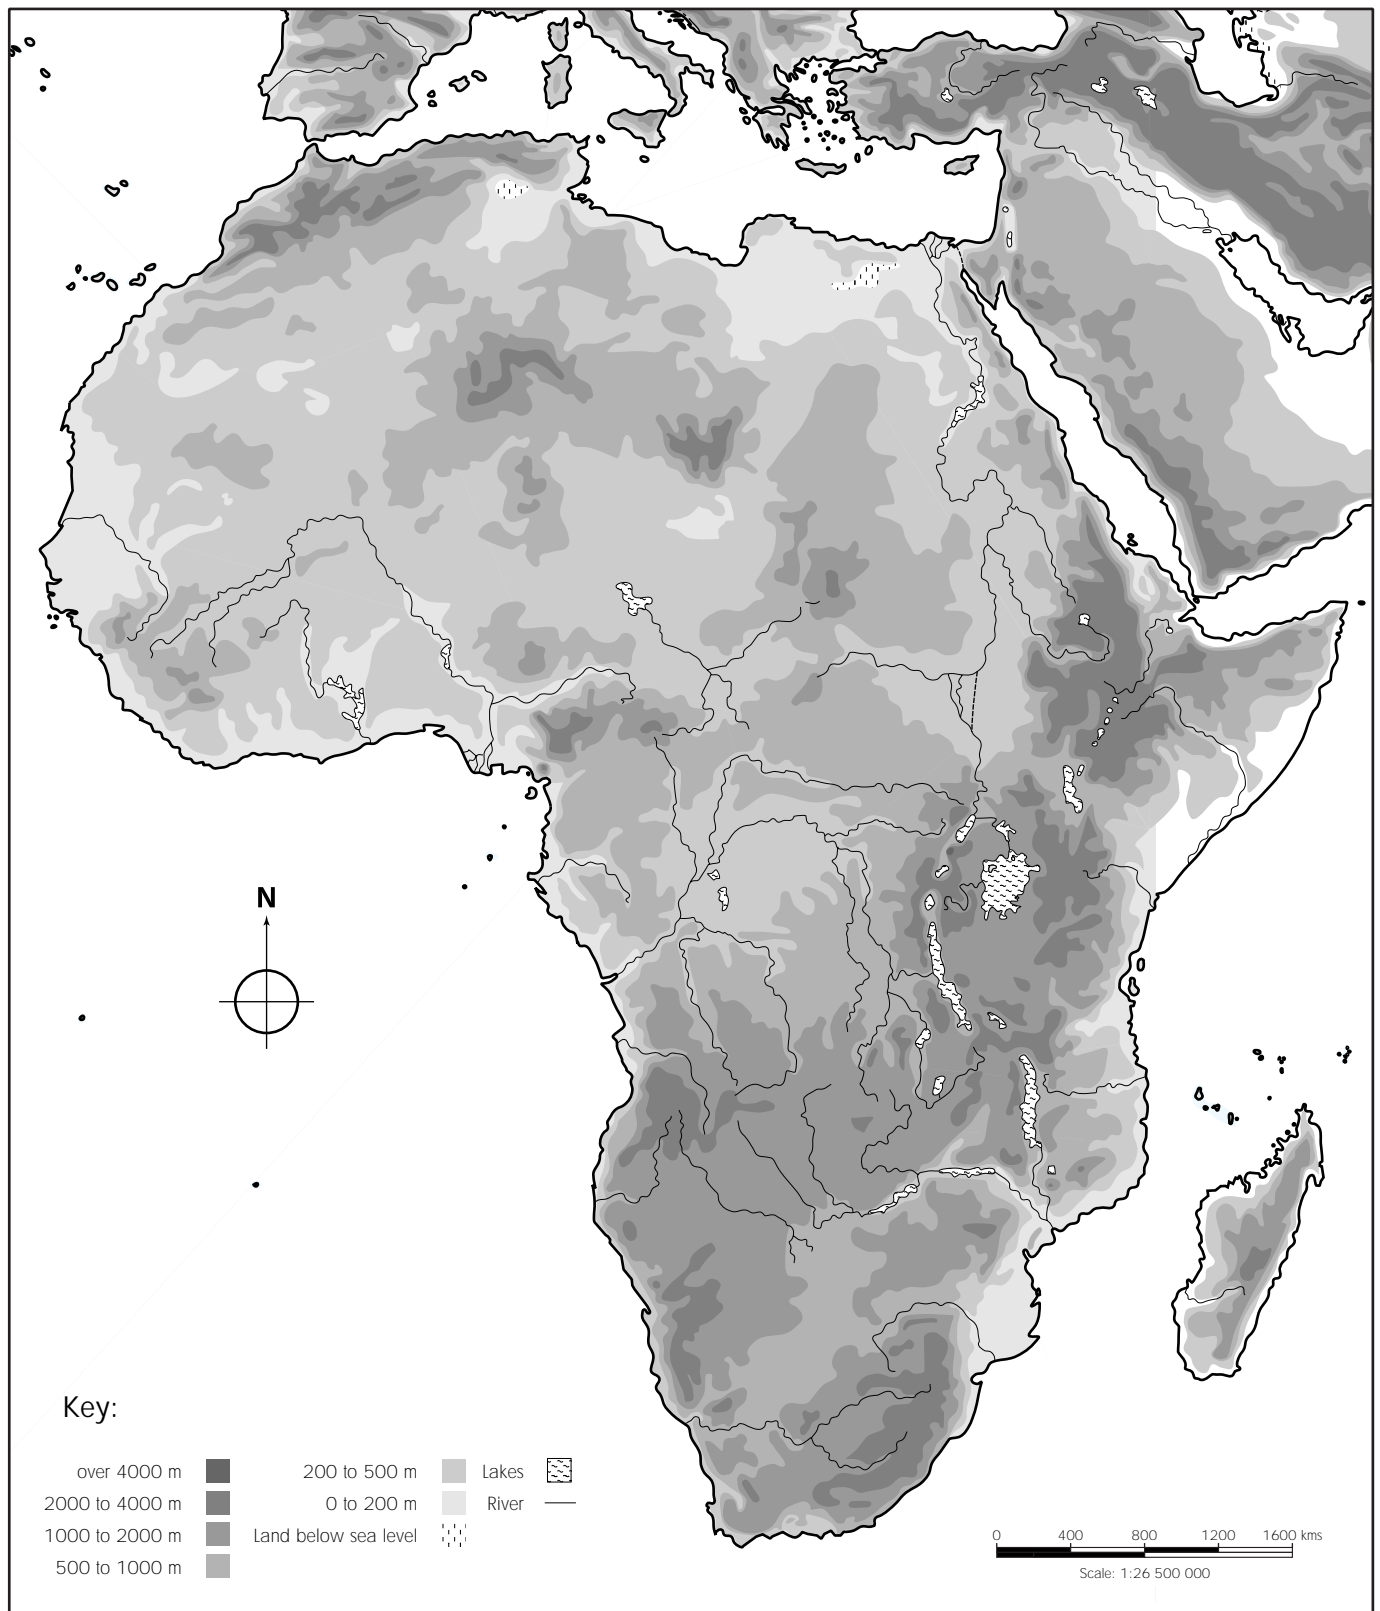 N
Key:
over 4000 m
2000 to 4000 m
1000 to 2000 m
500 to 1000 m
200 to 500 m
0 to 200 m
Land below sea level
Lakes
River
0 400 800 1200 1600 kms
Scale: 1:26 500 000